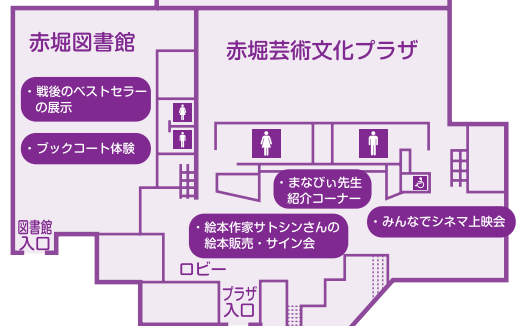 赤堀図書館
赤堀芸術文化プラザ
・戦後のベストセラー
の展示
・ブックコート体験
・まなびぃ先生
紹介コーナー
・絵本作家サトシンさんの
絵本販売・サイン会
・みんなでシネマ上映会
図書館
入口
ロビー
プラザ
入口